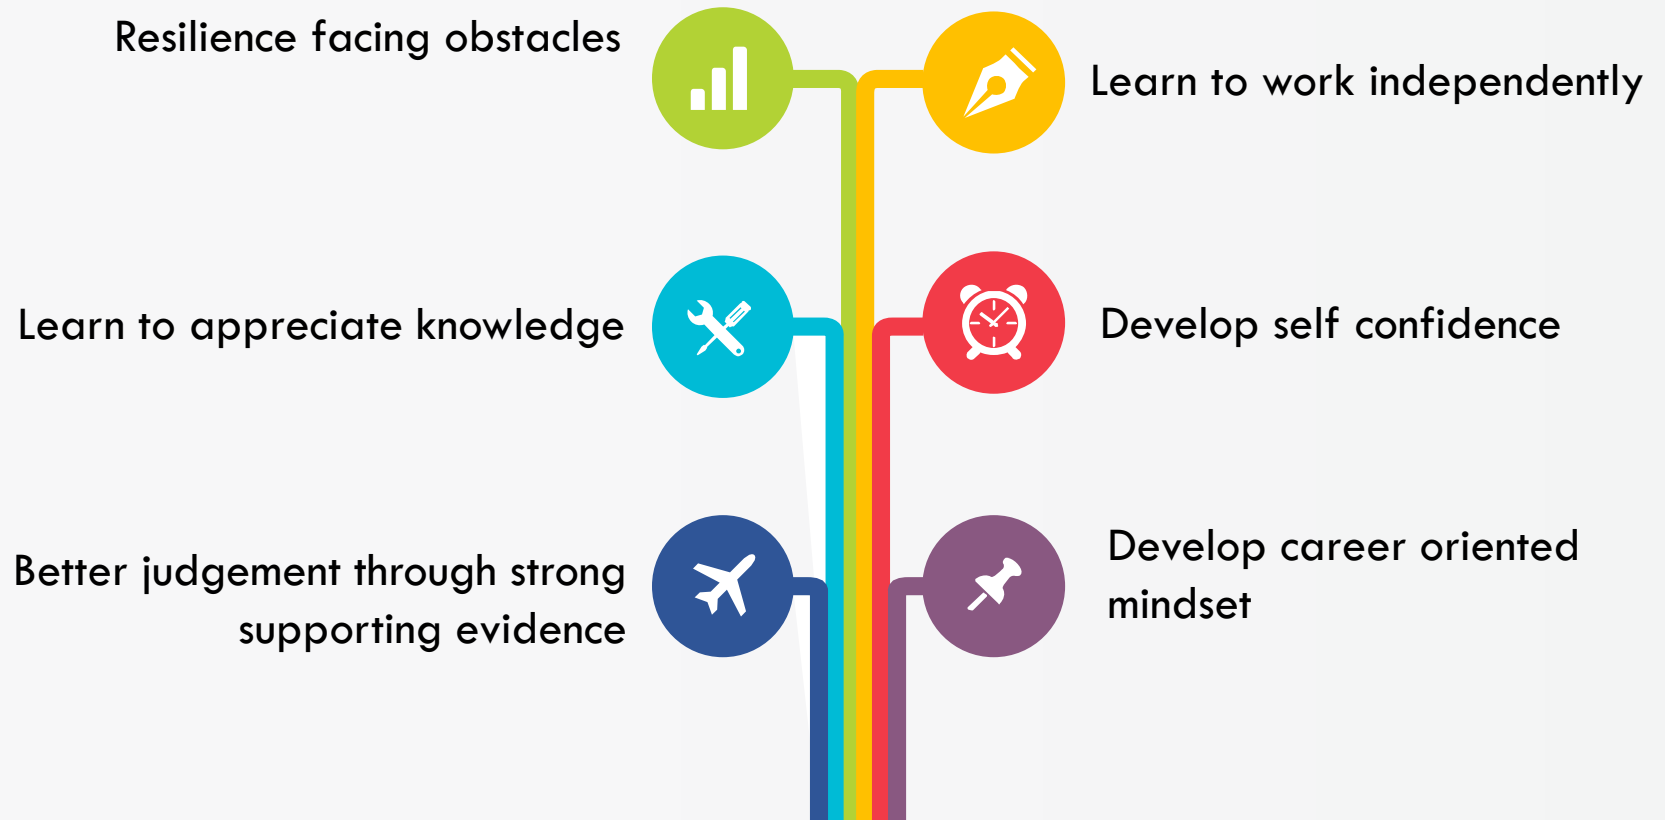 Resilience facing obstacles
Learn to work independently
Learn to appreciate knowledge
Develop self confidence
Better judgement through strong
supporting evidence
Develop career oriented
mindset